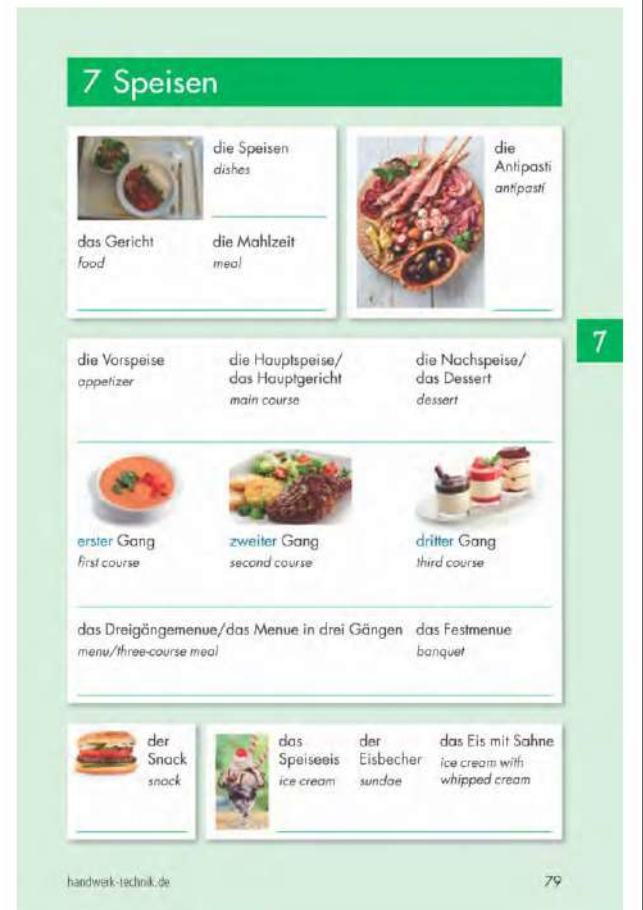 7 Speisen
die Speisen
dishes
das Gericht
food
die Mahlzeit
meal
die
Antipasti
antipasti
7
die Vorspeise
appetizer
die Hauptspeise/
das Hauptgericht
main course
die Nachspeise/
das Dessert
dessert
erster Gang
first course
zweiter Gang
second course
dritter Gang
third course
das Dreigängemenue/das Menue in drei Gängen
menu/three-course meal
das Festmenue
banquet
der
Snack
snack
das
Speiseeis
ice cream
der
Eisbecher
sundae
das Eis mit Sahne
ice cream with
whipped cream
handwerk-technik.de
79